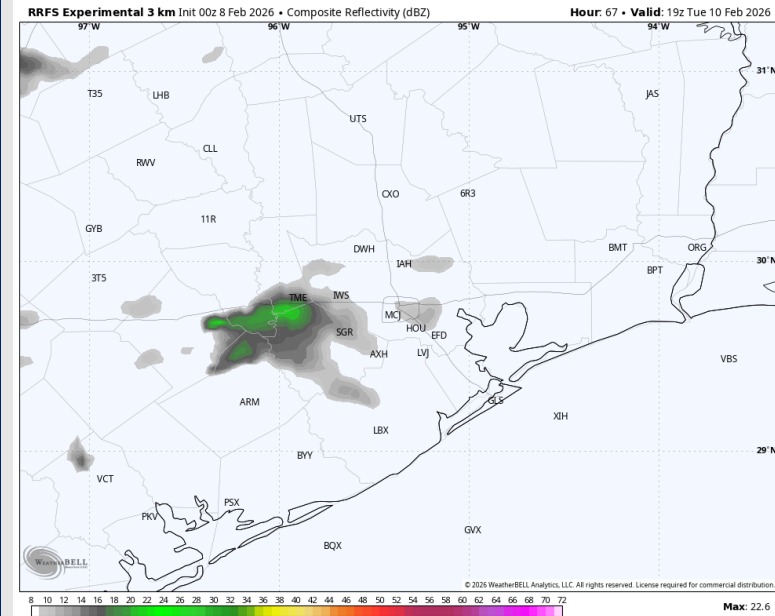 RRFS Experimental 3 km Init 00z 8 Feb 2026 • Composite Reflectivity (dBZ) Hour: 67 • Valid: 19z Tue 10 Feb 2026
97°W 96°W 95°W 94°W
31°N
T35 LHB JAS
UTS
CLL
RWV
CXO 6R3
11R
GYB
DWH BMT ORG
30°N
IAH
BPT
3T5
TME IWS
MCJ
HOU
SGR EFD
AXH LVJ
VBS
ARM GLS
XIH
LBX
29°N
BYY
VCT
PSX
PKV
GVX
BQX
WEATHERBELL
© 2026 WeatherBELL Analytics, LLC. All rights reserved. License required for commercial distribution.
8 10 12 14 16 18 20 22 24 26 28 30 32 34 36 38 40 42 44 46 48 50 52 54 56 58 60 62 64 66 68 70 72
Max: 22.6